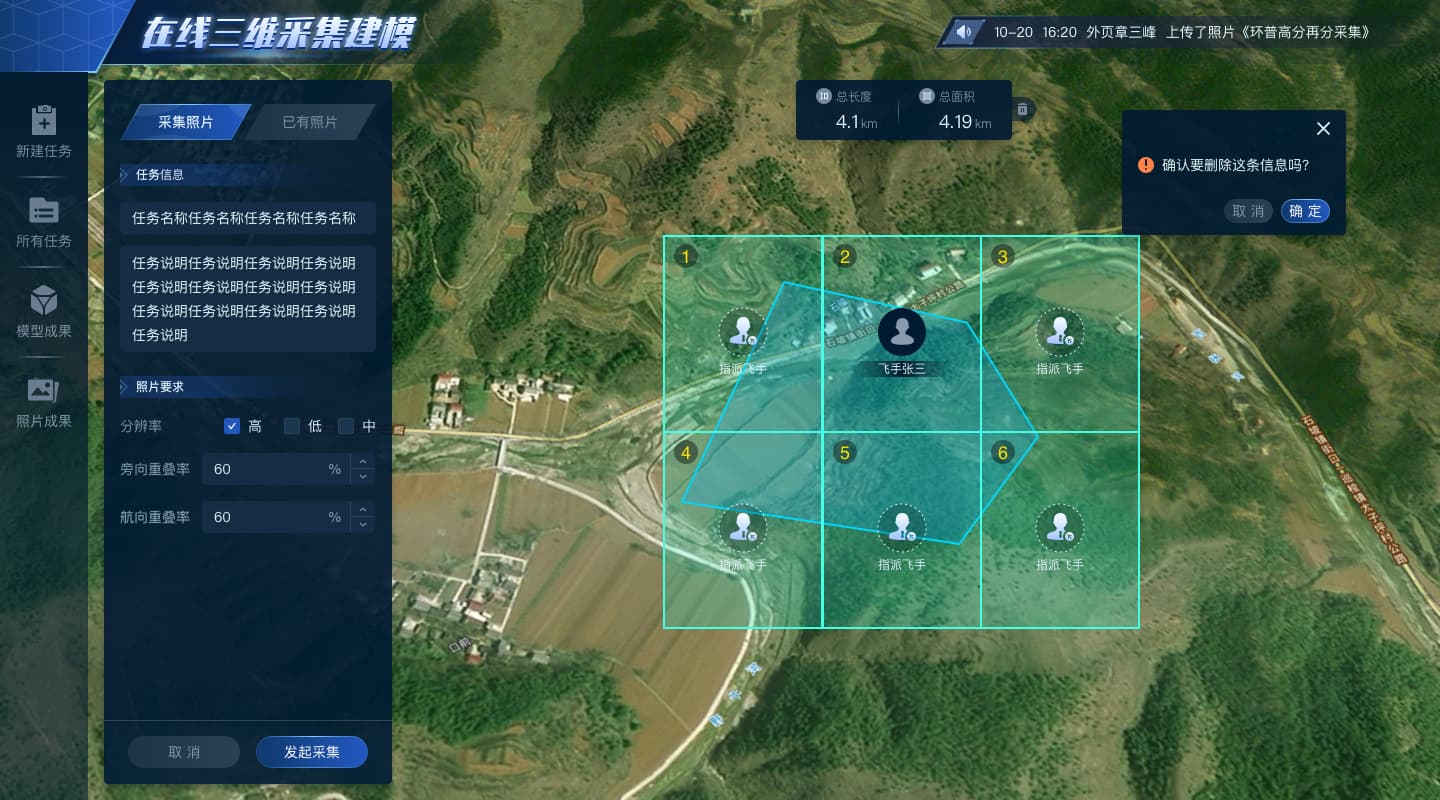 在线三维采集建模
10-20 16:20 外页章三峰 上传了照片《环普高分再分采集》
新建任务
所有任务
模型成果
照片成果
采集照片 已有照片
任务信息
任务名称任务名称任务名称任务名称
任务说明任务说明任务说明任务说明
任务说明任务说明任务说明任务说明
任务说明任务说明任务说明任务说明
任务说明
照片要求
分辨率 高 低 中
旁向重叠率 60 %
航向重叠率 60 %
取 消 发起采集
总长度 总面积
4.1 km 4.19 km
确认要删除这条信息吗?
取 消 确 定
1 2 3
指派飞手 飞手张三 指派飞手
4 5 6
指派飞手 指派飞手 指派飞手